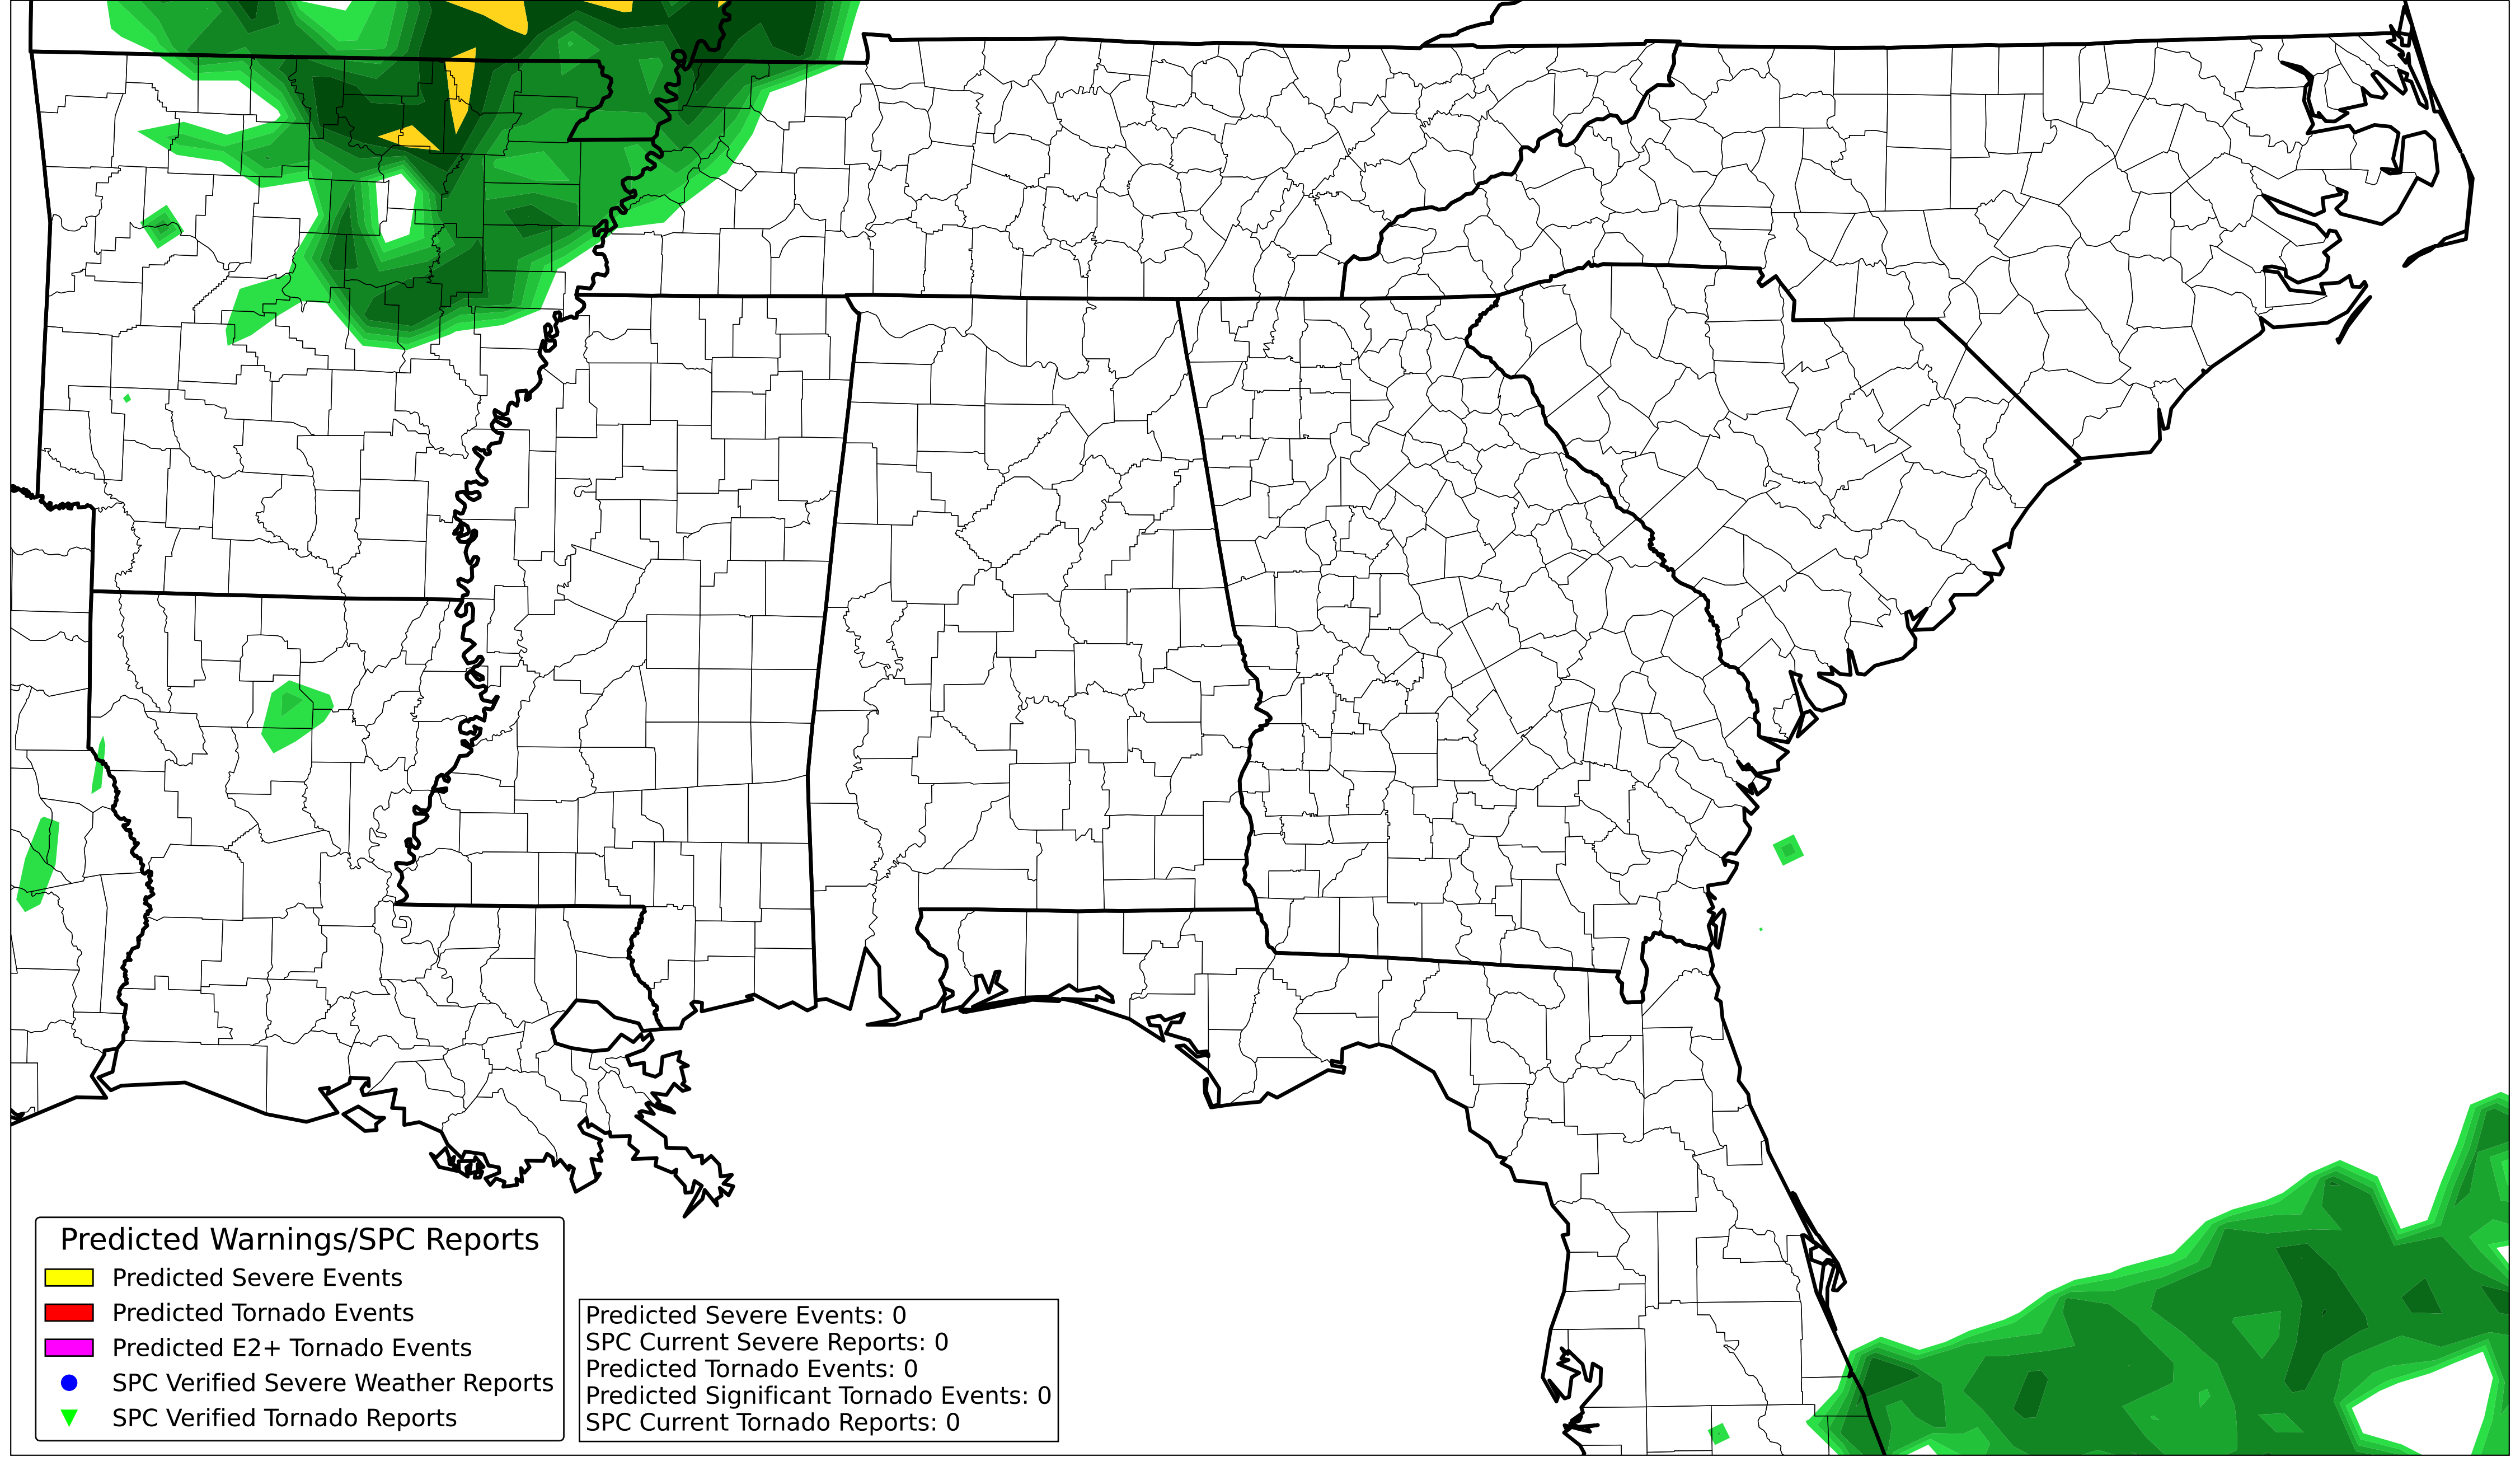 Predicted Warnings/SPC Reports
Predicted Severe Events
Predicted Tornado Events
Predicted E2+ Tornado Events
SPC Verified Severe Weather Reports
SPC Verified Tornado Reports
Predicted Severe Events: 0
SPC Current Severe Reports: 0
Predicted Tornado Events: 0
Predicted Significant Tornado Events: 0
SPC Current Tornado Reports: 0